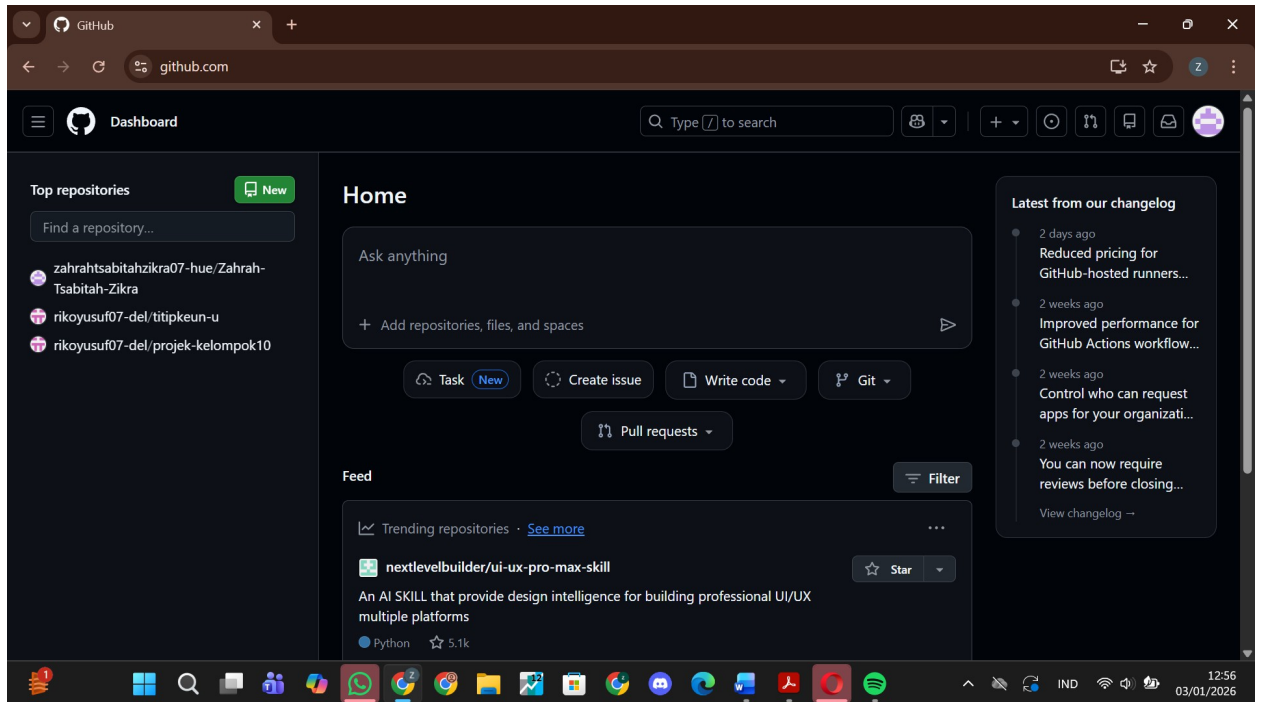 GitHub
github.com
Z
Dashboard
Type / to search
Top repositories
New
Find a repository...
zahrahtsabitahzikra07-hue/Zahrah-
Tsabitah-Zikra
rikoyusuf07-del/titipkeun-u
rikoyusuf07-del/projek-kelompok10
Home
Ask anything
Add repositories, files, and spaces
Task New
Create issue
Write code
Git
Pull requests
Feed
Filter
Trending repositories · See more
nextlevelbuilder/ui-ux-pro-max-skill
Star
An AI SKILL that provide design intelligence for building professional UI/UX
multiple platforms
Python
5.1k
Latest from our changelog
2 days ago
Reduced pricing for
GitHub-hosted runners...
2 weeks ago
Improved performance for
GitHub Actions workflow...
2 weeks ago
Control who can request
apps for your organizati...
2 weeks ago
You can now require
reviews before closing...
View changelog →
1
Z
12
IND
12:56
03/01/2026